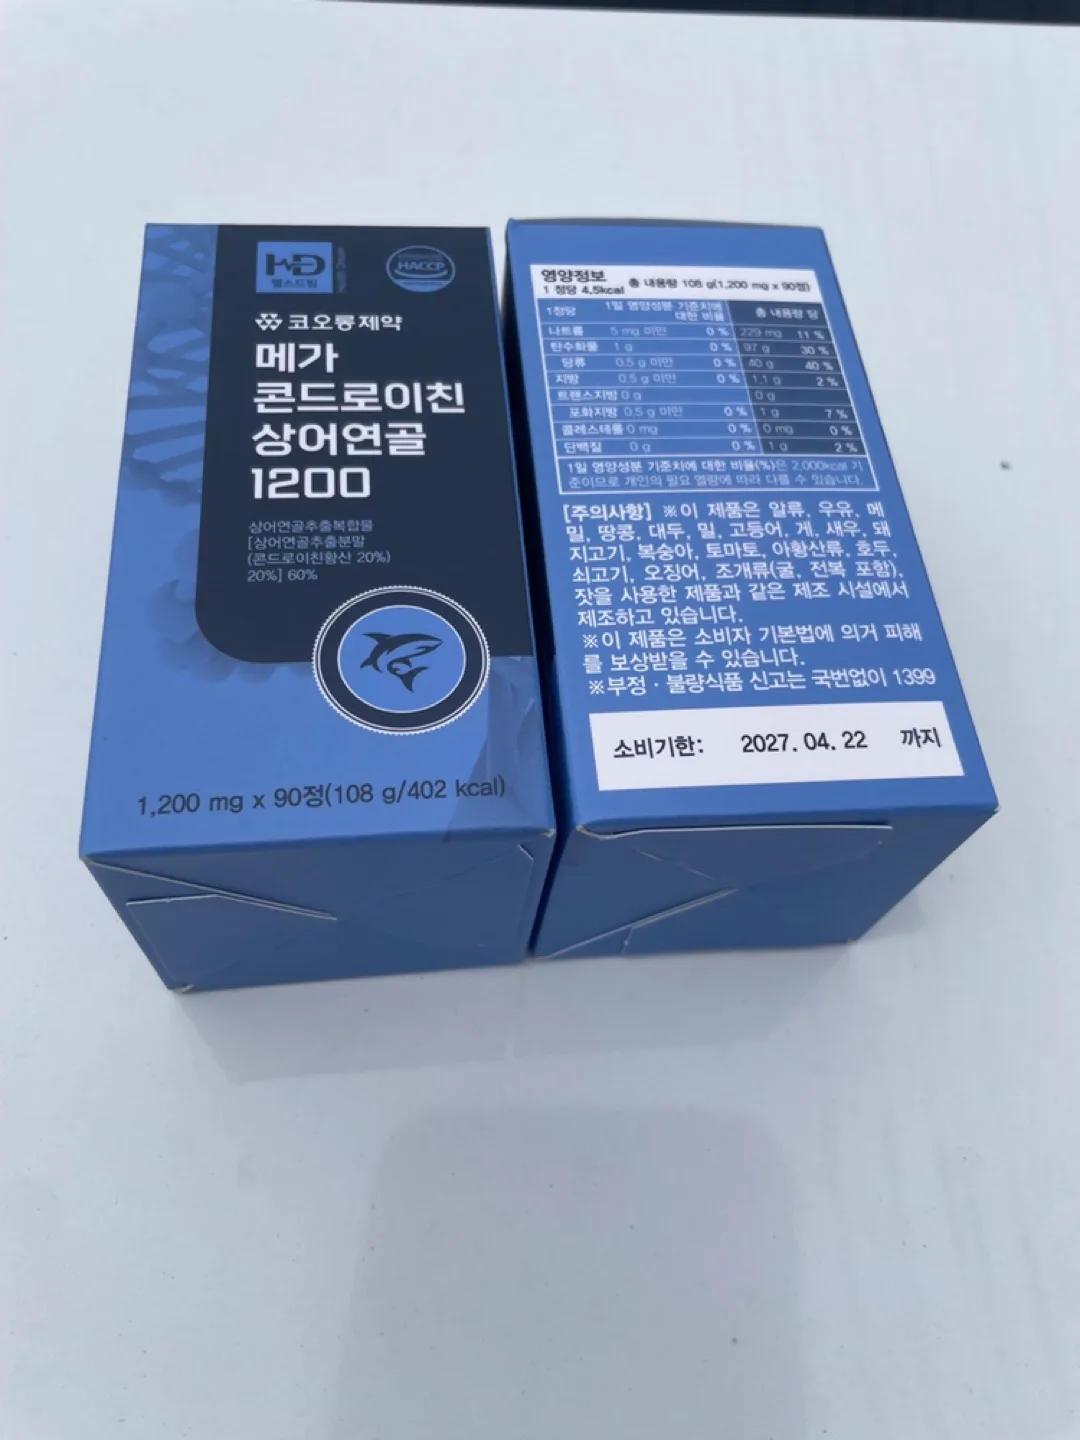 HD
헬스드림
Health Dream
HACCP
코오롱제약
메가
콘드로이친
상어연골
1200
상어연골추출복합물
[상어연골추출분말
(콘드로이친황산 20%)
20%] 60%
1,200 mg x 90정(108 g/402 kcal)
영양정보
1 정당 4.5kcal 총 내용량 108 g(1,200 mg x 90정)
1정당 1일 영양성분 기준치에 대한 비율 총 내용량 당
나트륨 5 mg 미만 0 % 229 mg 11 %
탄수화물 1 g 0 % 97 g 30 %
당류 0.5 g 미만 0 % 40 g 40 %
지방 0.5 g 미만 0 % 1.1 g 2 %
트랜스지방 0 g 0 g
포화지방 0.5 g 미만 0 % 1 g 7 %
콜레스테롤 0 mg 0 % 0 mg 0 %
단백질 0 g 0 % 1 g 2 %
1일 영양성분 기준치에 대한 비율(%)은 2,000kcal 기
준이므로 개인의 필요 열량에 따라 다를 수 있습니다.
[주의사항] ※이 제품은 알류, 우유, 메
밀, 땅콩, 대두, 밀, 고등어, 게, 새우, 돼
지고기, 복숭아, 토마토, 아황산류, 호두,
쇠고기, 오징어, 조개류(굴, 전복 포함),
잣을 사용한 제품과 같은 제조 시설에서
제조하고 있습니다.
※이 제품은 소비자 기본법에 의거 피해
를 보상받을 수 있습니다.
※부정 · 불량식품 신고는 국번없이 1399
소비기한: 2027. 04. 22 까지